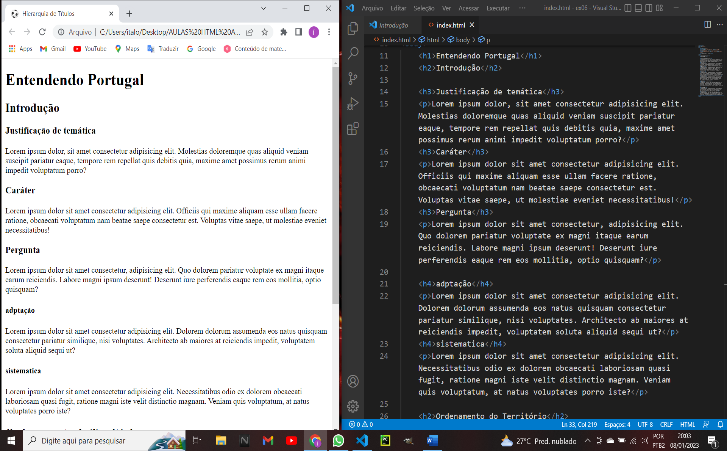 Hierarquia de Títulos
Arquivo | C:/Users/italo/Desktop/AULAS%20HTML%20A...
Apps Gmail YouTube Maps Traduzir Google Conteúdo de mate...
Entendendo Portugal
Introdução
Justificação de temática
Lorem ipsum dolor, sit amet consectetur adipisicing elit. Molestias doloremque quas aliquid veniam
suscipit pariatur eaque, tempore rem repellat quis debitis quia, maxime amet possimus rerum animi
impedit voluptatum porro?
Caráter
Lorem ipsum dolor sit amet consectetur adipisicing elit. Officiis qui maxime aliquam esse ullam facere
ratione, obcaecati voluptatum nam beatae saepe consectetur est. Voluptas vitae saepe, ut molestiae eveniet
necessitatibus!
Pergunta
Lorem ipsum dolor sit amet consectetur, adipisicing elit. Quo dolorem pariatur voluptate ex magni itaque
earum reiciendis. Labore magni ipsum deserunt! Deserunt iure perferendis eaque rem eos mollitia, optio
quisquam?
adptação
Lorem ipsum dolor sit amet consectetur adipisicing elit. Dolorem dolorum assumenda eos natus quisquam
consectetur pariatur similique, nisi voluptates. Architecto ab maiores at reiciendis impedit, voluptatem
soluta aliquid sequi ut?
sistematica
Lorem ipsum dolor sit amet consectetur adipisicing elit. Necessitatibus odio ex dolorem obcaecati
laboriosam quasi fugit, ratione magni iste velit distinctio magnam. Veniam quis voluptatum, at natus
voluptates porro iste?
Arquivo Editar Seleção Ver Acessar Executar ··· index.html - ex08 - Visual Stu...
Introdução index.html
index.html > html > body > p
11 <h1>Entendendo Portugal</h1>
12 <h2>Introdução</h2>
13
14 <h3>Justificação de temática</h3>
15 <p>Lorem ipsum dolor, sit amet consectetur adipisicing elit.
Molestias doloremque quas aliquid veniam suscipit pariatur
eaque, tempore rem repellat quis debitis quia, maxime amet
possimus rerum animi impedit voluptatum porro?</p>
16 <h3>Caráter</h3>
17 <p>Lorem ipsum dolor sit amet consectetur adipisicing elit.
Officiis qui maxime aliquam esse ullam facere ratione,
obcaecati voluptatum nam beatae saepe consectetur est.
Voluptas vitae saepe, ut molestiae eveniet necessitatibus!</p>
18 <h3>Pergunta</h3>
19 <p>Lorem ipsum dolor sit amet consectetur, adipisicing elit.
Quo dolorem pariatur voluptate ex magni itaque earum
reiciendis. Labore magni ipsum deserunt! Deserunt iure
perferendis eaque rem eos mollitia, optio quisquam?</p>
20
21 <h4>adptação</h4>
22 <p>Lorem ipsum dolor sit amet consectetur adipisicing elit.
Dolorem dolorum assumenda eos natus quisquam consectetur
pariatur similique, nisi voluptates. Architecto ab maiores at
reiciendis impedit, voluptatem soluta aliquid sequi ut?</p>
23 <h4>sistematica</h4>
24 <p>Lorem ipsum dolor sit amet consectetur adipisicing elit.
Necessitatibus odio ex dolorem obcaecati laboriosam quasi
fugit, ratione magni iste velit distinctio magnam. Veniam
quis voluptatum, at natus voluptates porro iste?</p>
25
26 <h2>Ordenamento do Território</h2>
0 0 Ln 33, Col 219 Espaços: 4 UTF-8 CRLF HTML
Digite aqui para pesquisar
27°C Pred. nublado
POR
PTB2
20:03
03/01/2023